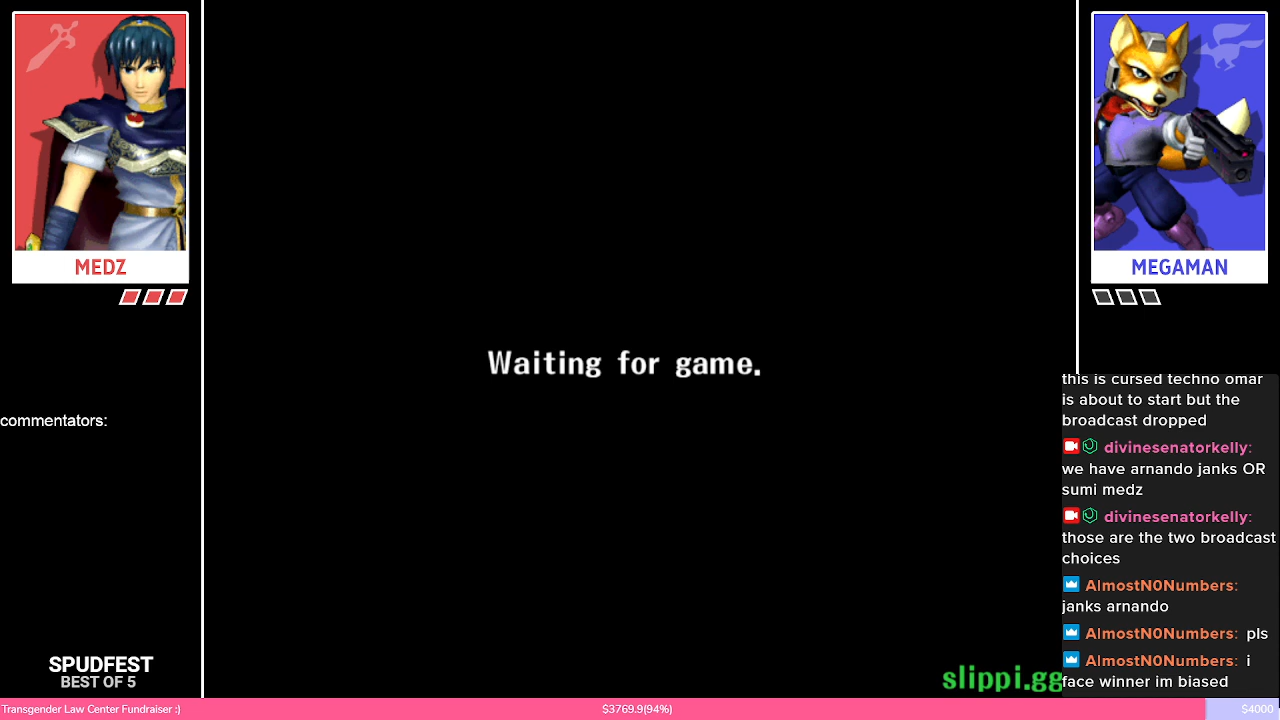 MEDZ
MEGAMAN
Waiting for game.
commentators:
this is cursed techno omar
is about to start but the
broadcast dropped
divinesenatorkelly:
we have arnando janks OR
sumi medz
divinesenatorkelly:
those are the two broadcast
choices
AlmostN0Numbers:
janks arnando
AlmostN0Numbers: pls
AlmostN0Numbers: i
face winner im biased
SPUDFEST
BEST OF 5
slippi.gg
Transgender Law Center Fundraiser :) $3769.9(94%) $4000